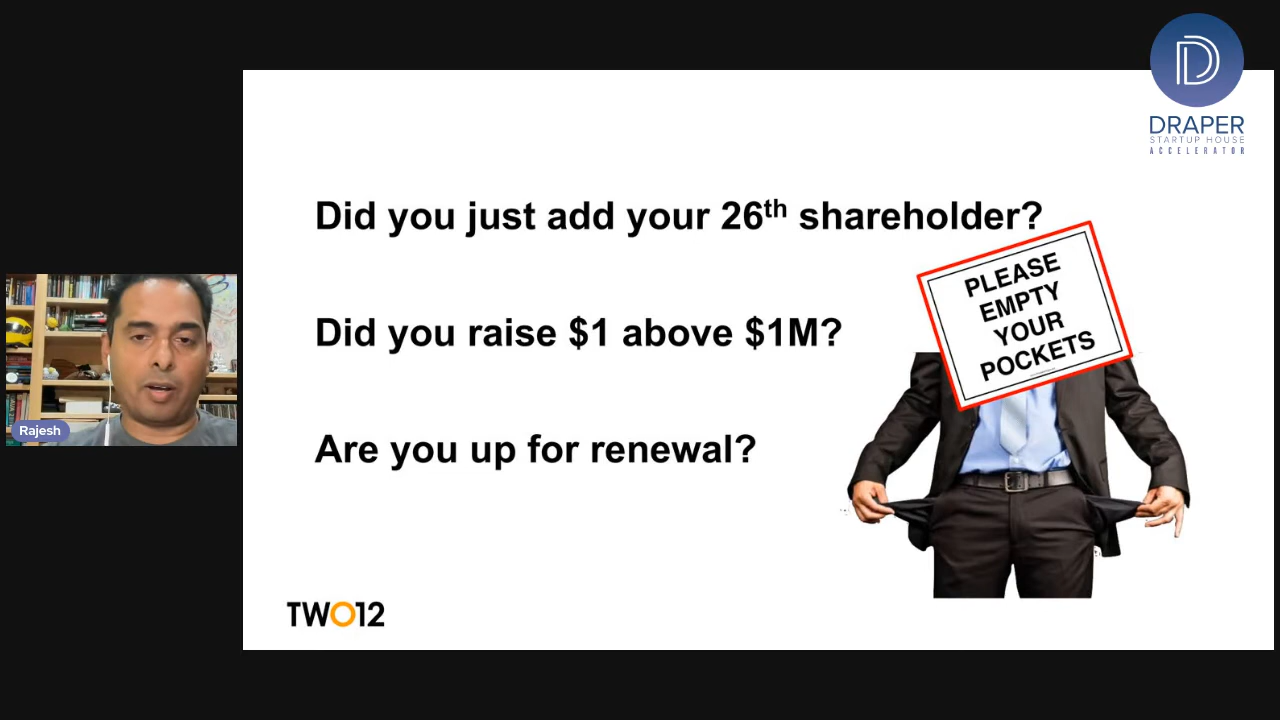 DRAPER
STARTUP HOUSE
ACCELERATOR
Did you just add your 26th shareholder?
PLEASE
EMPTY
YOUR
POCKETS
Did you raise $1 above $1M?
Are you up for renewal?
Rajesh
TWO12